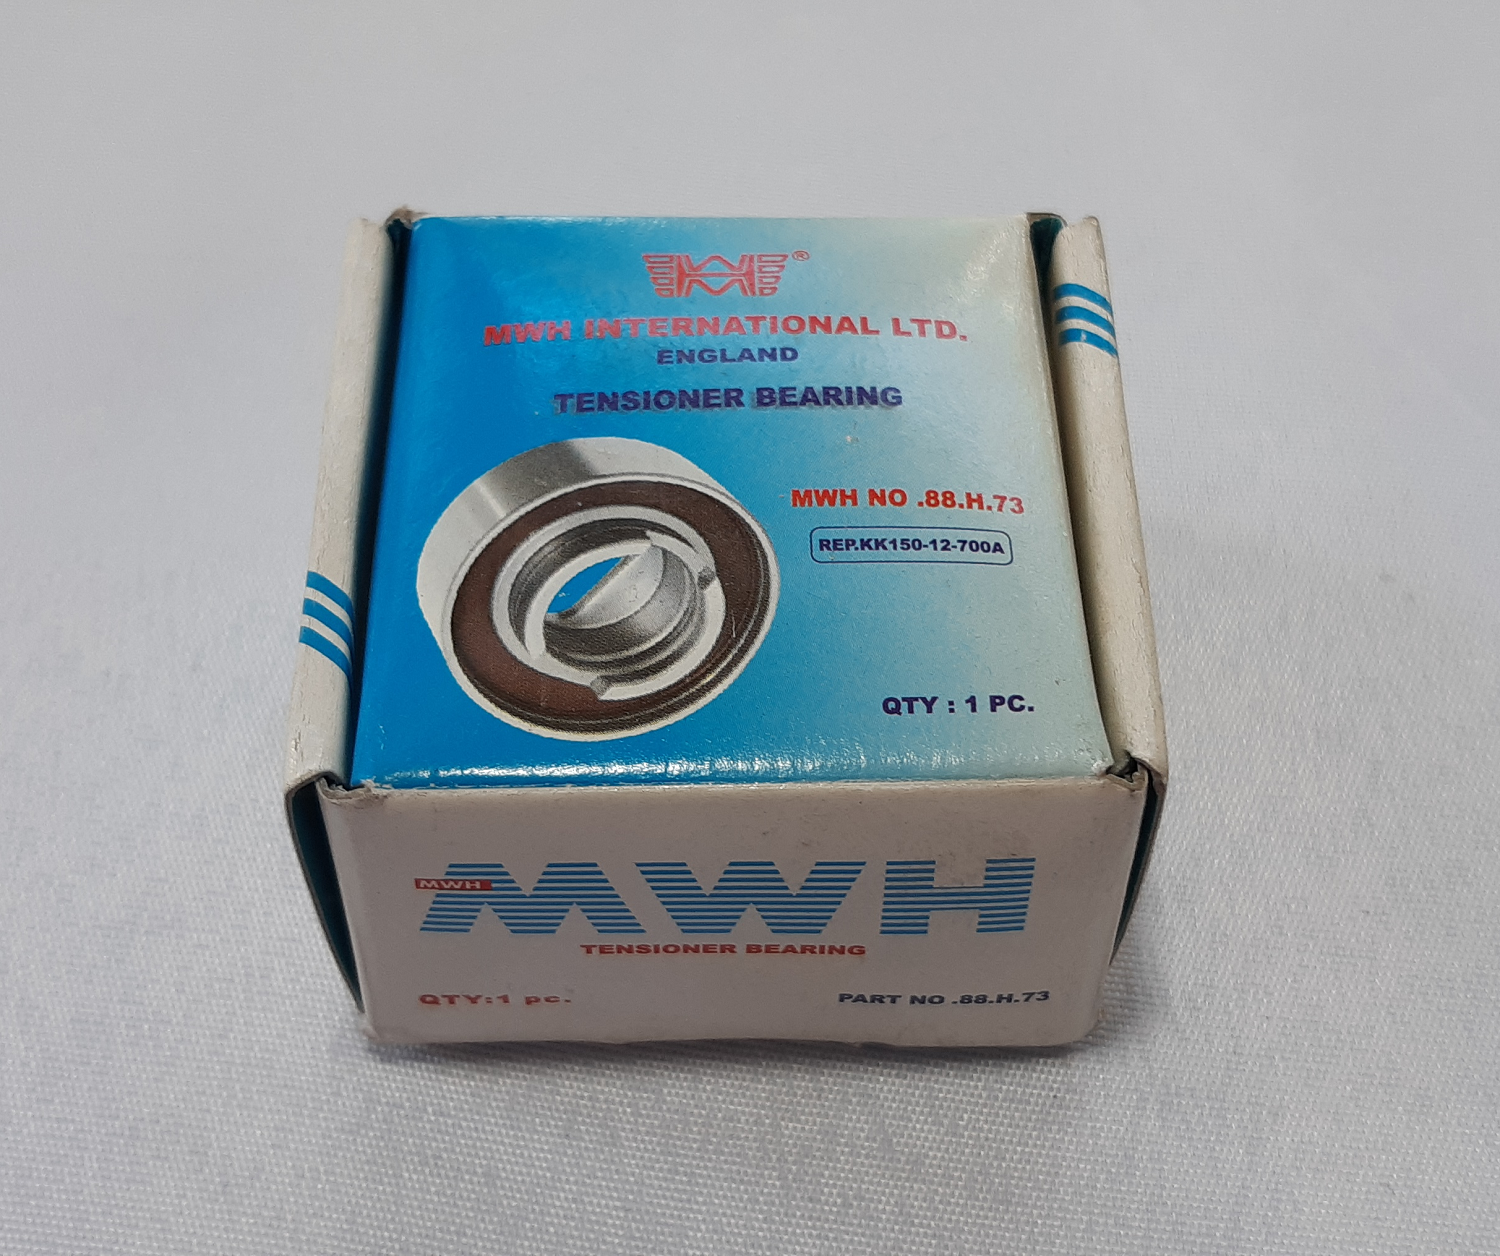 ®
MWH INTERNATIONAL LTD.
ENGLAND
TENSIONER BEARING
MWH NO .88.H.73
REP.KK150-12-700A
QTY : 1 PC.
MWH
MWH
TENSIONER BEARING
QTY:1 pc.
PART NO .88.H.73